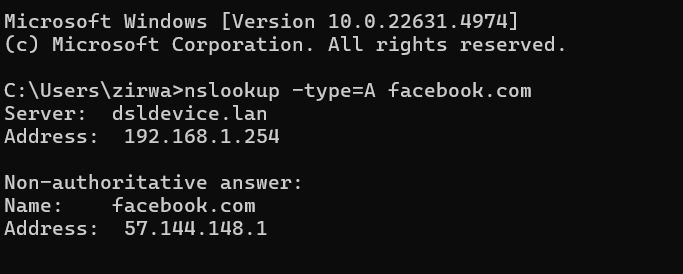 Microsoft Windows [Version 10.0.22631.4974]
(c) Microsoft Corporation. All rights reserved.
C:\Users\zirwa>nslookup -type=A facebook.com
Server:  dsldevice.lan
Address:  192.168.1.254
Non-authoritative answer:
Name:    facebook.com
Address:  57.144.148.1